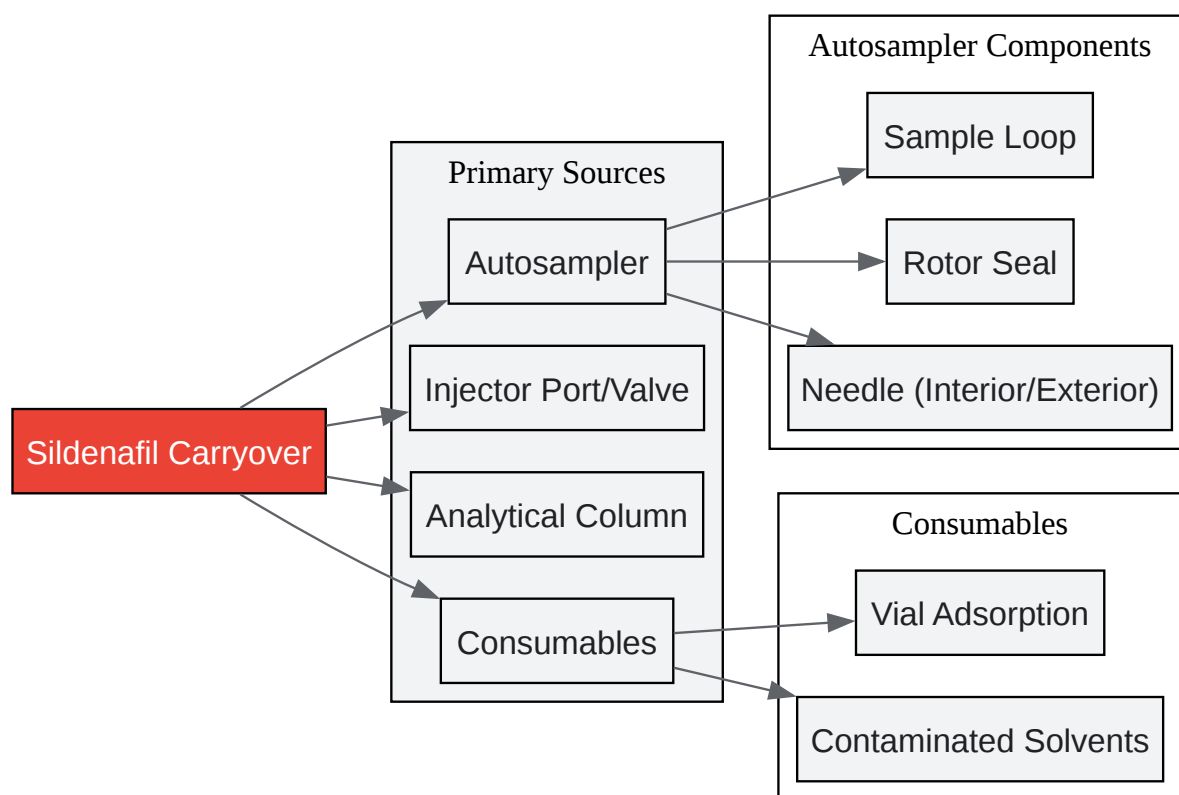 Sildenafil Carryover
Primary Sources
Autosampler
Injector Port/Valve
Analytical Column
Consumables
Autosampler Components
Sample Loop
Rotor Seal
Needle (Interior/Exterior)
Consumables
Vial Adsorption
Contaminated Solvents